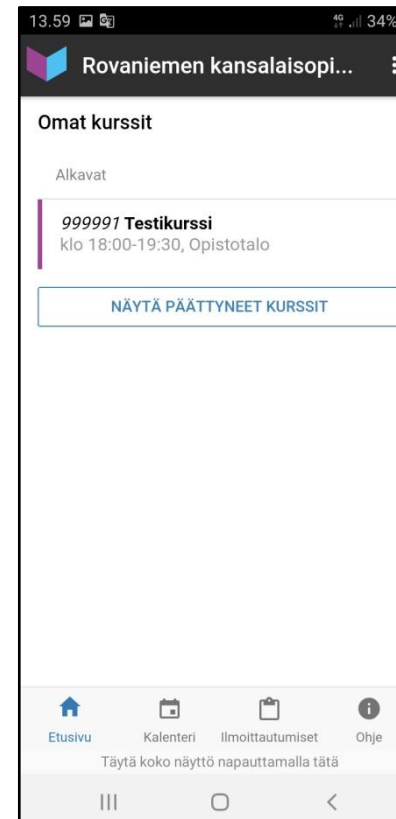 13.59 4G 34%
Rovaniemen kansalaisopi...
Omat kurssit
Alkavat
999991 Testikurssi
klo 18:00-19:30, Opistotalo
NÄYTÄ PÄÄTTYNEET KURSSIT
Etusivu Kalenteri Ilmoittautumiset Ohje
Täytä koko näyttö napauttamalla tätä